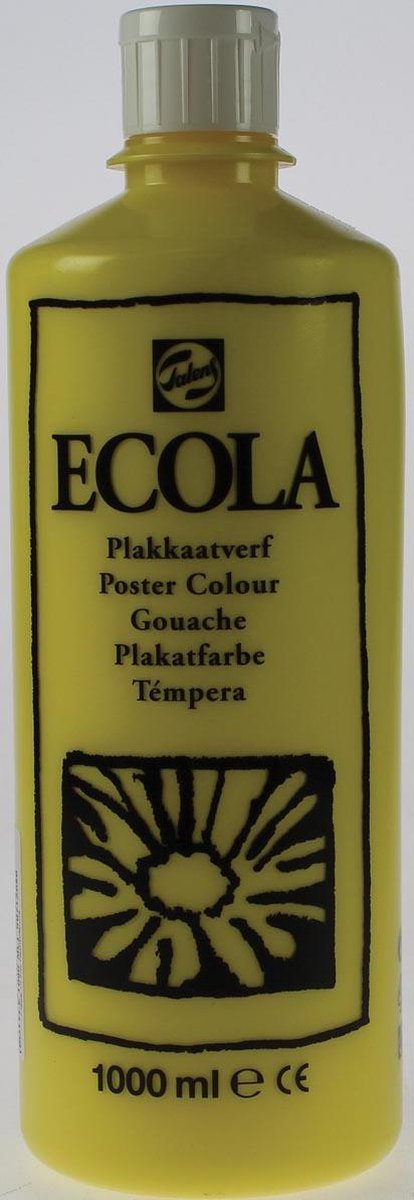 Talens
ECOLA
Plakkaatverf
Poster Colour
Gouache
Plakatfarbe
Témpera
1000 ml ℮ CE